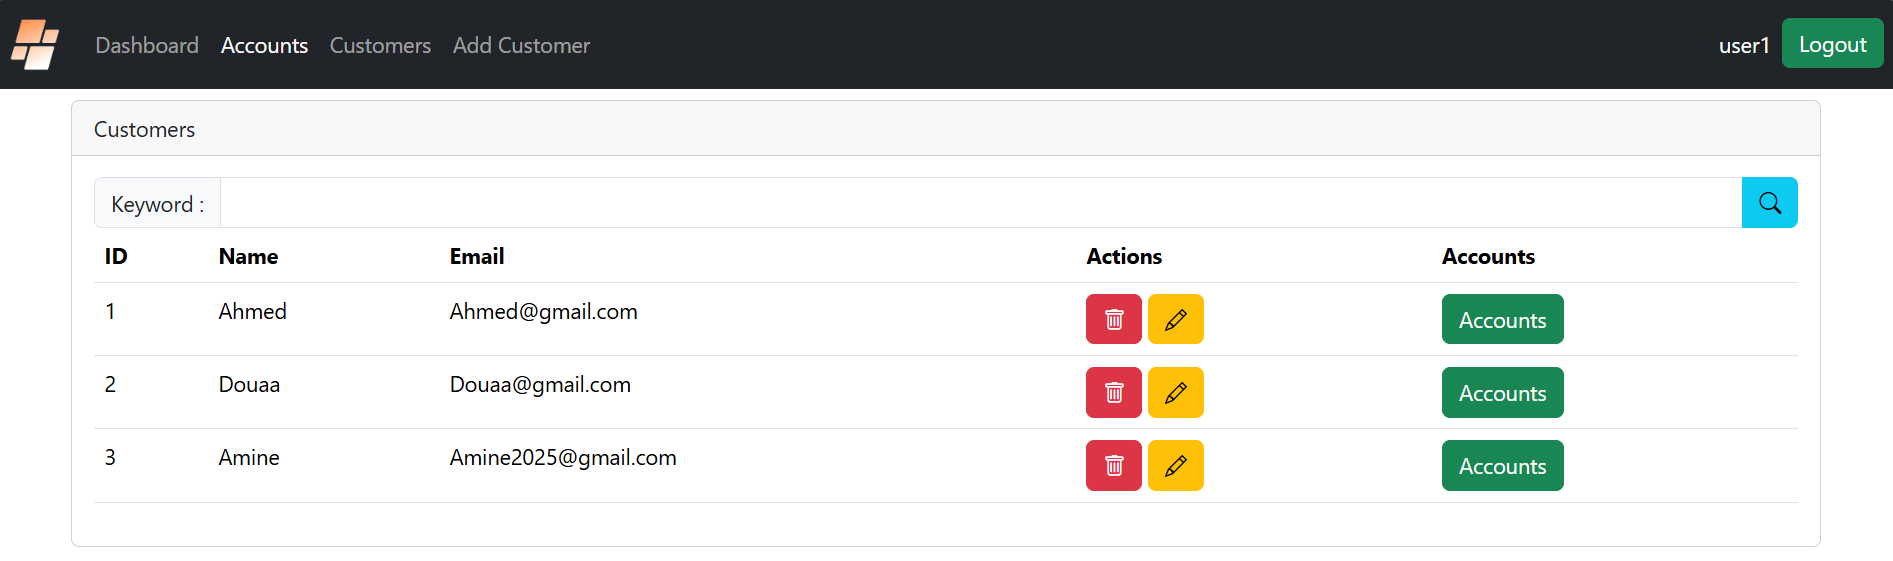 Dashboard Accounts Customers Add Customer user1 Logout
Customers
Keyword :
ID Name Email Actions Accounts
1 Ahmed Ahmed@gmail.com Accounts
2 Douaa Douaa@gmail.com Accounts
3 Amine Amine2025@gmail.com Accounts